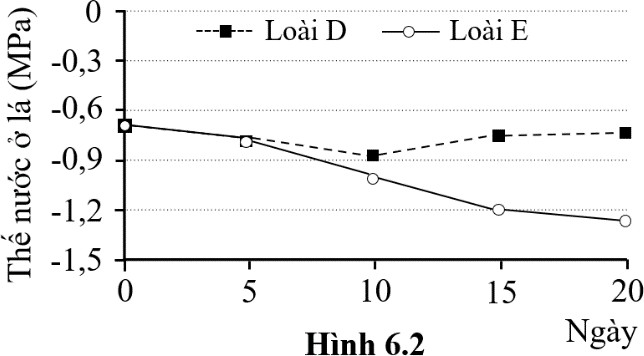 Thế nước ở lá (MPa)
0
-0,3
-0,6
-0,9
-1,2
-1,5
Loài D
Loài E
0 5 10 15 20
Ngày
Hình 6.2